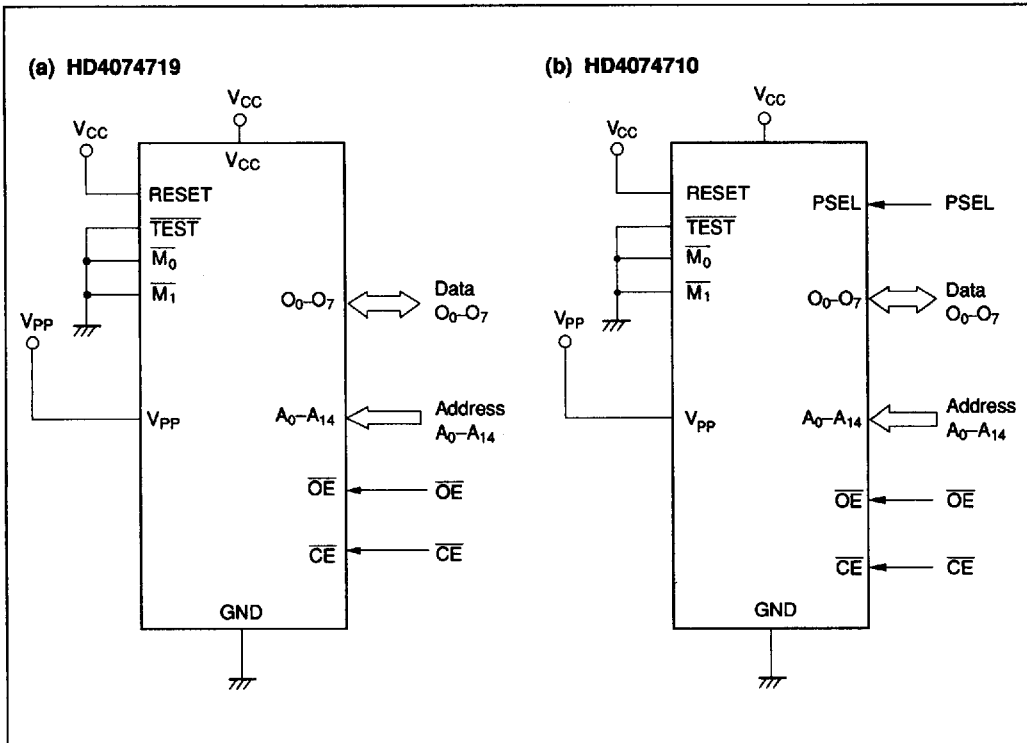 (a) HD4074719
VCC
VCC
VCC
RESET
TEST
M0
M1
O0–O7
Data
O0–O7
VPP
VPP
A0–A14
Address
A0–A14
OE
OE
CE
CE
GND
(b) HD4074710
VCC
VCC
RESET
PSEL
PSEL
TEST
M0
M1
O0–O7
Data
O0–O7
VPP
VPP
A0–A14
Address
A0–A14
OE
OE
CE
CE
GND